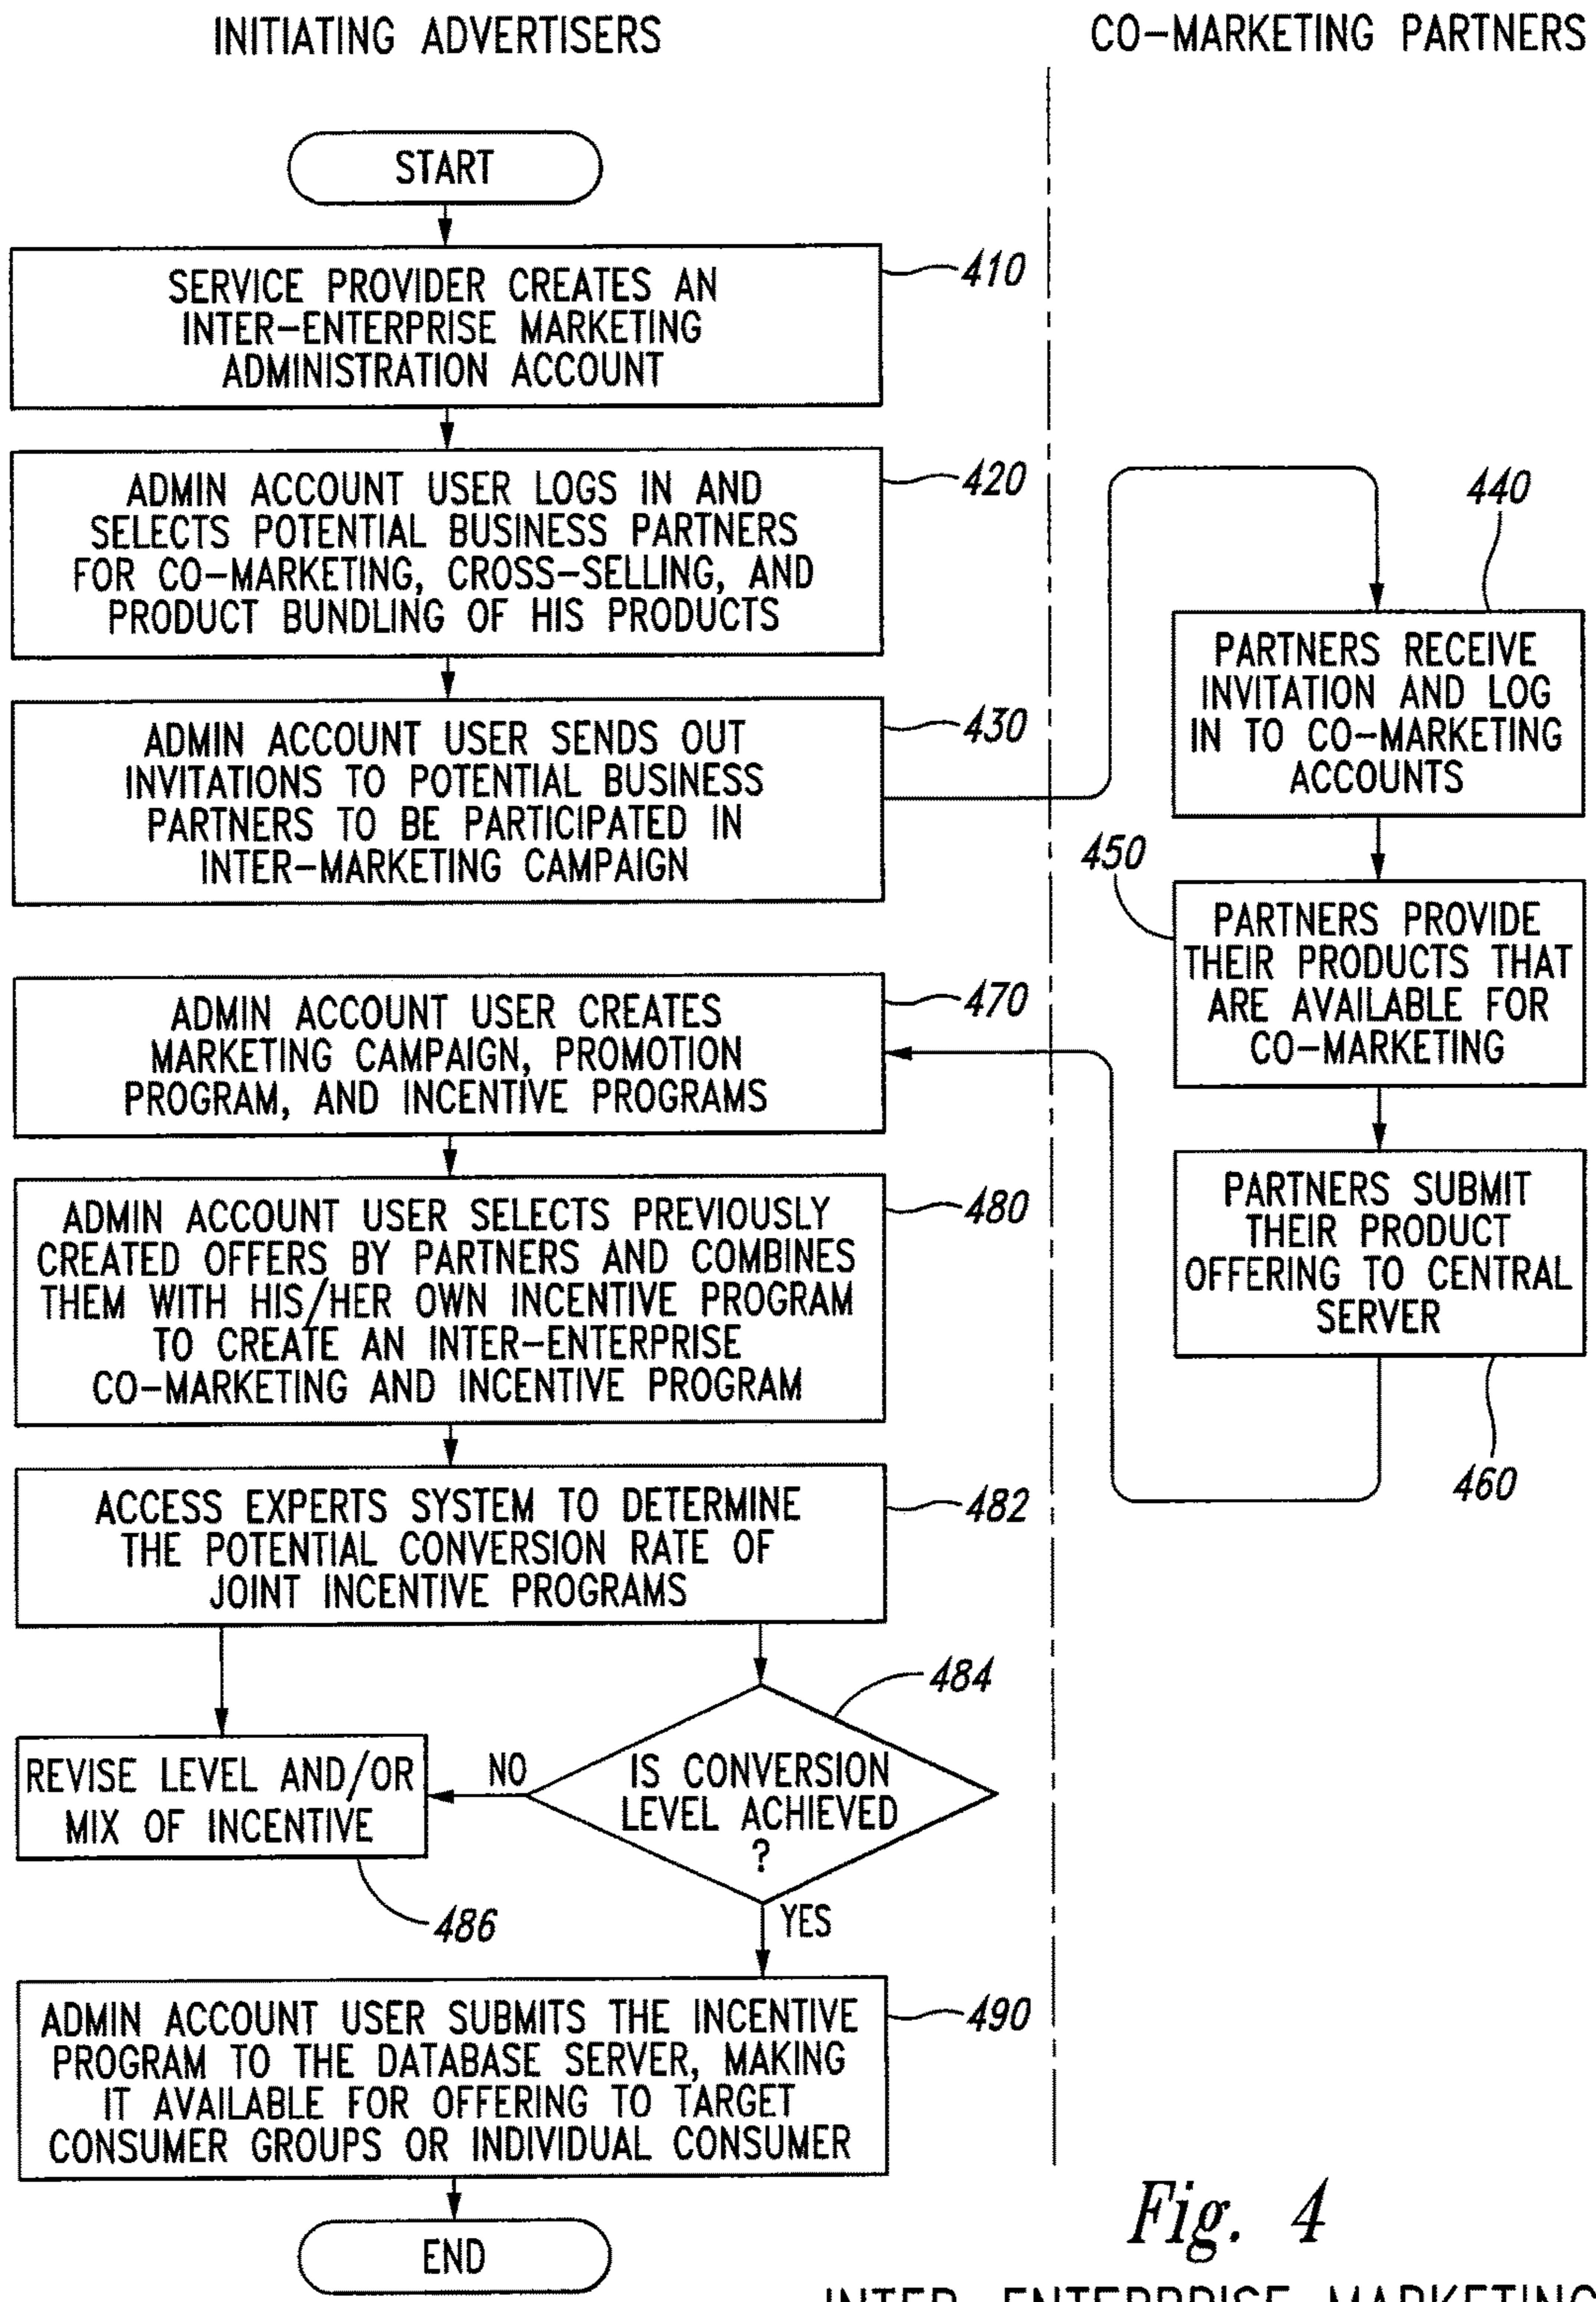 INITIATING ADVERTISERS
CO-MARKETING PARTNERS
START
410
SERVICE PROVIDER CREATES AN
INTER-ENTERPRISE MARKETING
ADMINISTRATION ACCOUNT
420
ADMIN ACCOUNT USER LOGS IN AND
SELECTS POTENTIAL BUSINESS PARTNERS
FOR CO-MARKETING, CROSS-SELLING, AND
PRODUCT BUNDLING OF HIS PRODUCTS
430
ADMIN ACCOUNT USER SENDS OUT
INVITATIONS TO POTENTIAL BUSINESS
PARTNERS TO BE PARTICIPATED IN
INTER-MARKETING CAMPAIGN
440
PARTNERS RECEIVE
INVITATION AND LOG
IN TO CO-MARKETING
ACCOUNTS
450
PARTNERS PROVIDE
THEIR PRODUCTS THAT
ARE AVAILABLE FOR
CO-MARKETING
PARTNERS SUBMIT
THEIR PRODUCT
OFFERING TO CENTRAL
SERVER
460
470
ADMIN ACCOUNT USER CREATES
MARKETING CAMPAIGN, PROMOTION
PROGRAM, AND INCENTIVE PROGRAMS
480
ADMIN ACCOUNT USER SELECTS PREVIOUSLY
CREATED OFFERS BY PARTNERS AND COMBINES
THEM WITH HIS/HER OWN INCENTIVE PROGRAM
TO CREATE AN INTER-ENTERPRISE
CO-MARKETING AND INCENTIVE PROGRAM
482
ACCESS EXPERTS SYSTEM TO DETERMINE
THE POTENTIAL CONVERSION RATE OF
JOINT INCENTIVE PROGRAMS
484
IS CONVERSION
LEVEL ACHIEVED
?
NO
REVISE LEVEL AND/OR
MIX OF INCENTIVE
486
YES
490
ADMIN ACCOUNT USER SUBMITS THE INCENTIVE
PROGRAM TO THE DATABASE SERVER, MAKING
IT AVAILABLE FOR OFFERING TO TARGET
CONSUMER GROUPS OR INDIVIDUAL CONSUMER
END
Fig. 4
INTER-ENTERPRISE MARKETING